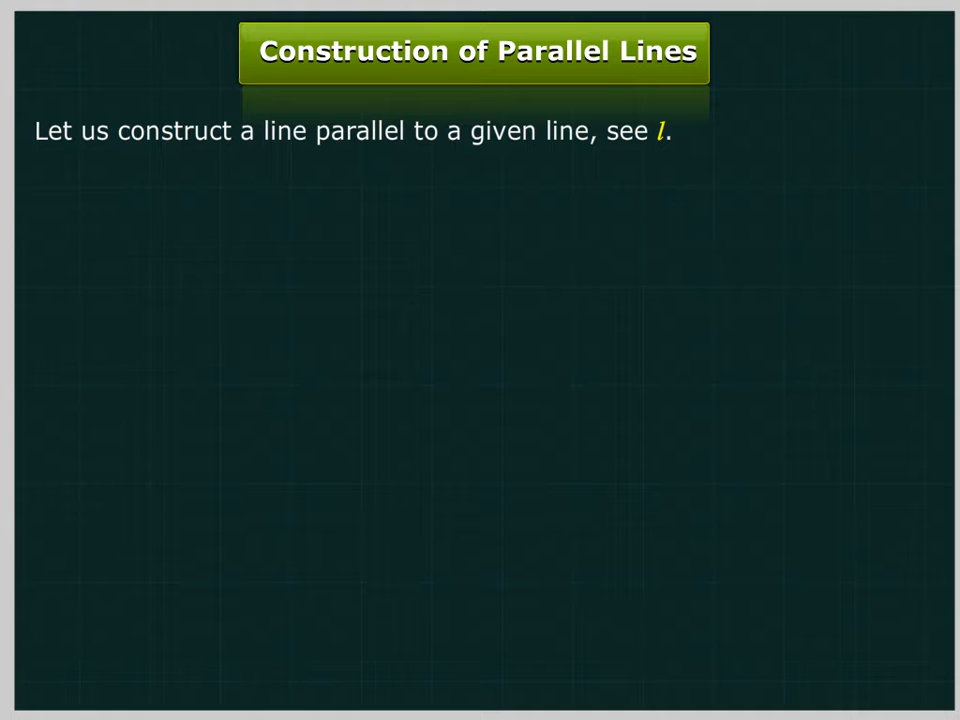 Construction of Parallel Lines
Let us construct a line parallel to a given line, see l.